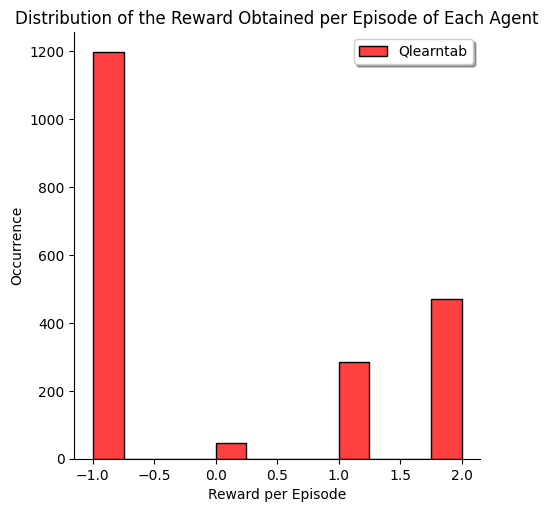 Distribution of the Reward Obtained per Episode of Each Agent
Qlearntab
1200
1000
800
600
400
200
0
Occurrence
−1.0 −0.5 0.0 0.5 1.0 1.5 2.0
Reward per Episode